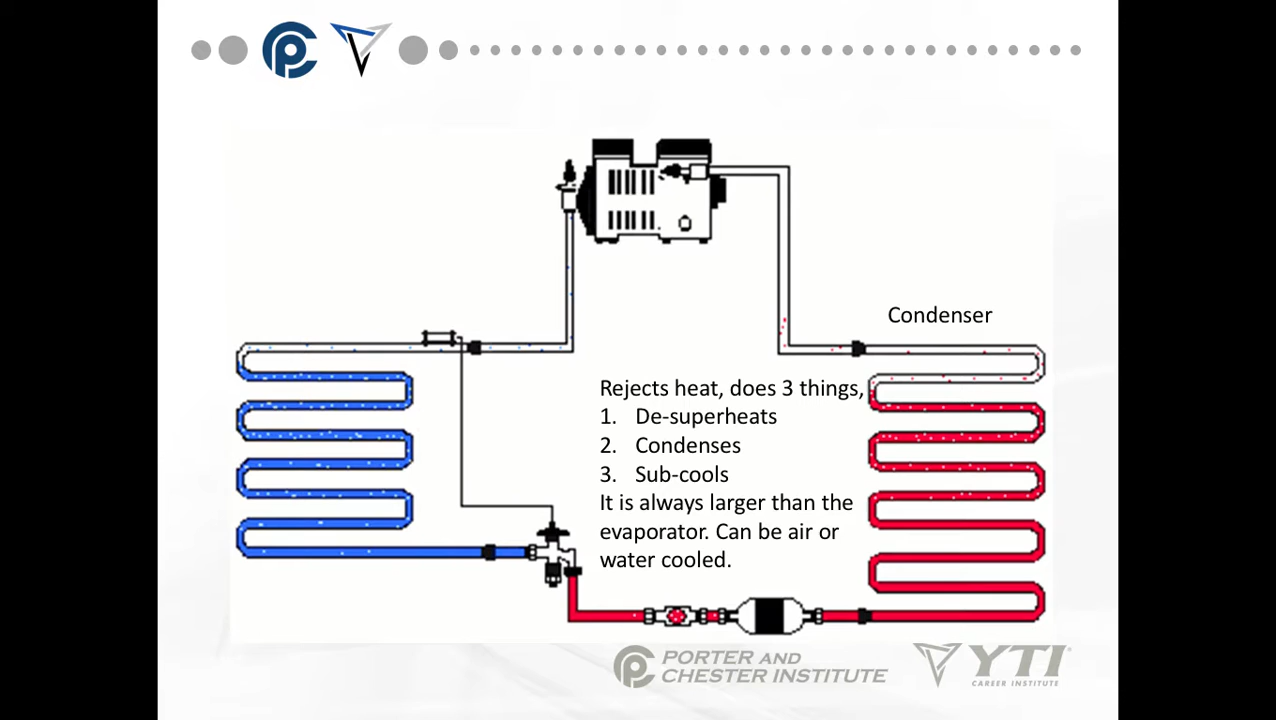 Condenser
Rejects heat, does 3 things,
1. De-superheats
2. Condenses
3. Sub-cools
It is always larger than the
evaporator. Can be air or
water cooled.
PORTER AND
CHESTER INSTITUTE
YTI
CAREER INSTITUTE